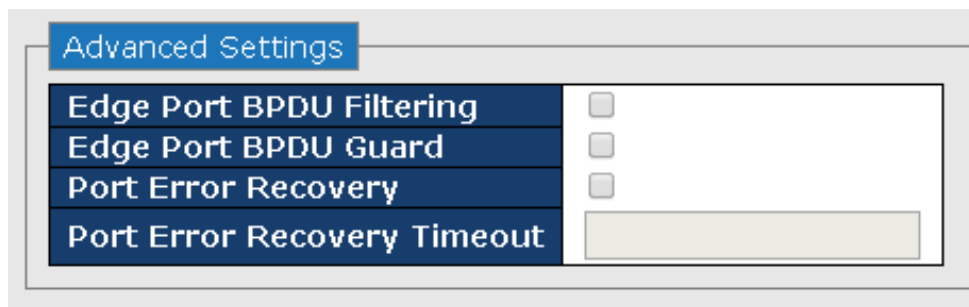 Advanced Settings
Edge Port BPDU Filtering
Edge Port BPDU Guard
Port Error Recovery
Port Error Recovery Timeout